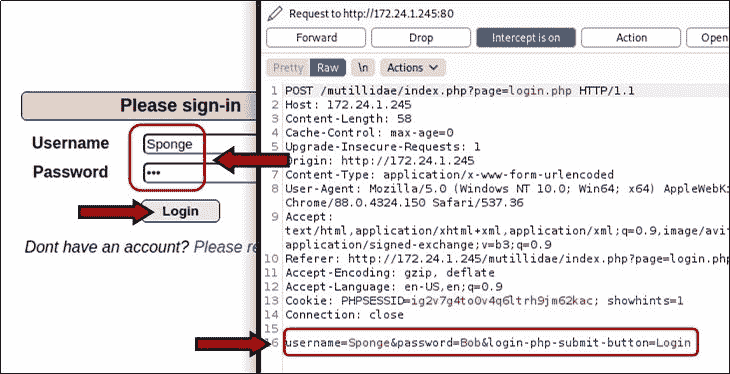 Please sign-in
Username
Sponge
Password
•••
Login
Dont have an account? Please re
Request to http://172.24.1.245:80
Forward
Drop
Intercept is on
Action
Open
Pretty
Raw
\n
Actions
1 POST /mutillidae/index.php?page=login.php HTTP/1.1
2 Host: 172.24.1.245
3 Content-Length: 58
4 Cache-Control: max-age=0
5 Upgrade-Insecure-Requests: 1
Origin: http://172.24.1.245
7 Content-Type: application/x-www-form-urlencoded
8 User-Agent: Mozilla/5.0 (Windows NT 10.0; Win64; x64) AppleWebKi
Chrome/88.0.4324.150 Safari/537.36
9 Accept:
text/html,application/xhtml+xml,application/xml;q=0.9,image/avi
application/signed-exchange;v=b3;q=0.9
10 Referer: http://172.24.1.245/mutillidae/index.php?page=login.php
11 Accept-Encoding: gzip, deflate
12 Accept-Language: en-US,en;q=0.9
13 Cookie: PHPSESSID=ig2v7g4to0v4q6ltrh9jm62kac; showhints=1
14 Connection: close
15
16 username=Sponge&password=Bob&login-php-submit-button=Login